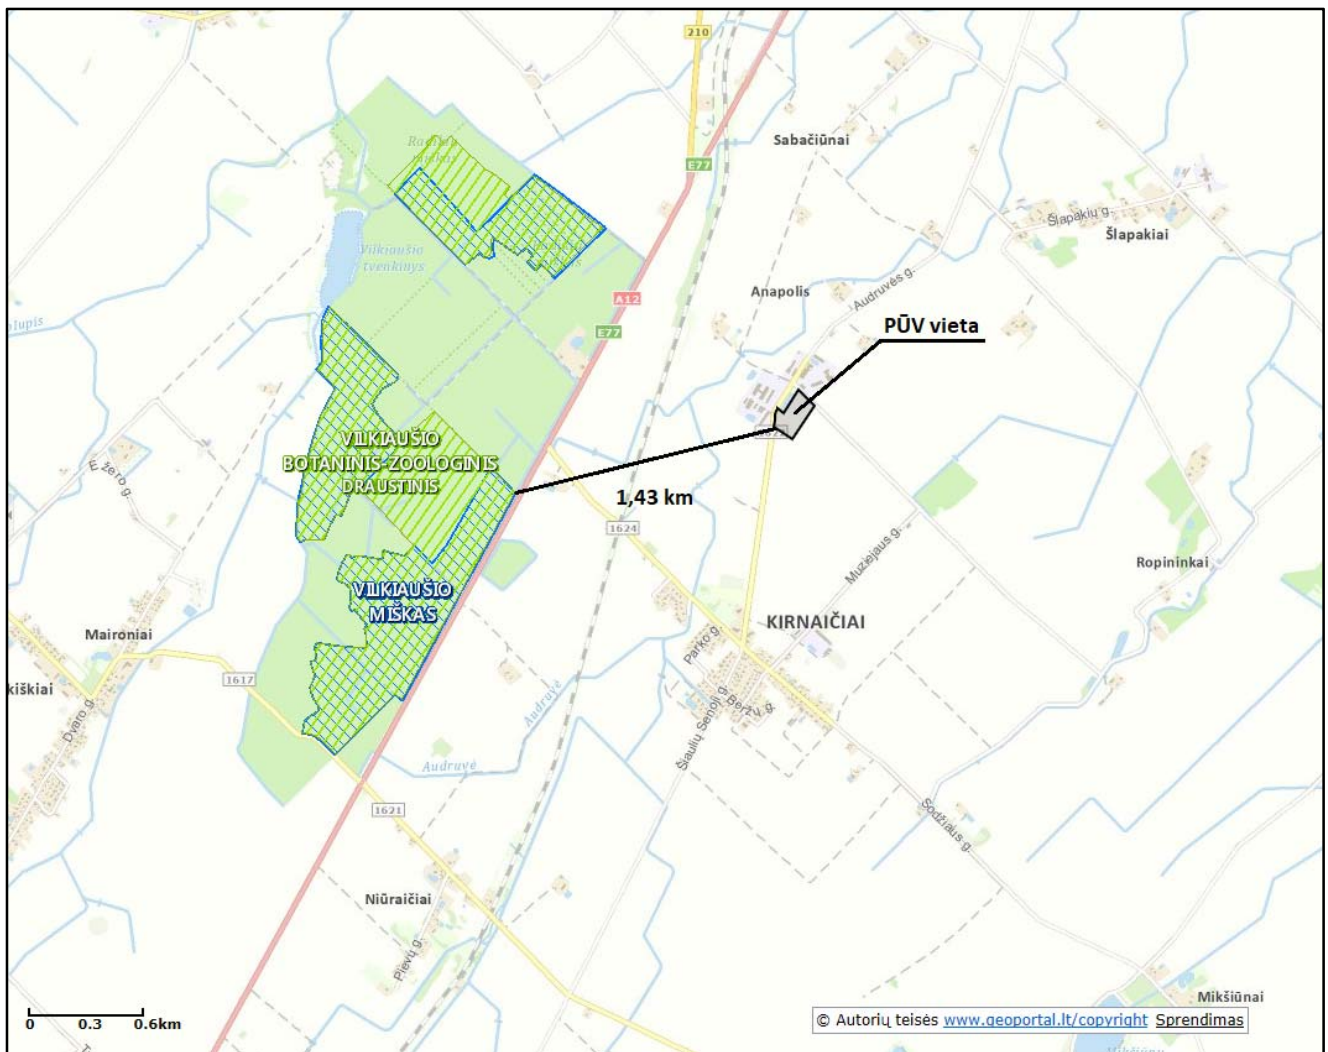 210
Sabačiūnai
E77
Šlapakių g.
Šlapakiai
Vilkiaušio
tvenkinys
Anapolis
Audruvės g.
A12
E77
PŪV vieta
VILKIAUŠIO
BOTANINIS-ZOOLOGINIS
DRAUSTINIS
Ežero g.
1,43 km
1624
Muziejaus g.
Ropininkai
VILKIAUŠIO
MIŠKAS
KIRNAIČIAI
Maironiai
Parko g.
kiškiai
1617
Dvaro g.
Beržų g.
Audruvė
Šiaulių Senoji g.
Audruvė
1621
Sodžiaus g.
Niūraičiai
Pievų g.
Mikšiūnai
0 0.3 0.6km
© Autorių teisės www.geoportal.lt/copyright Sprendimas